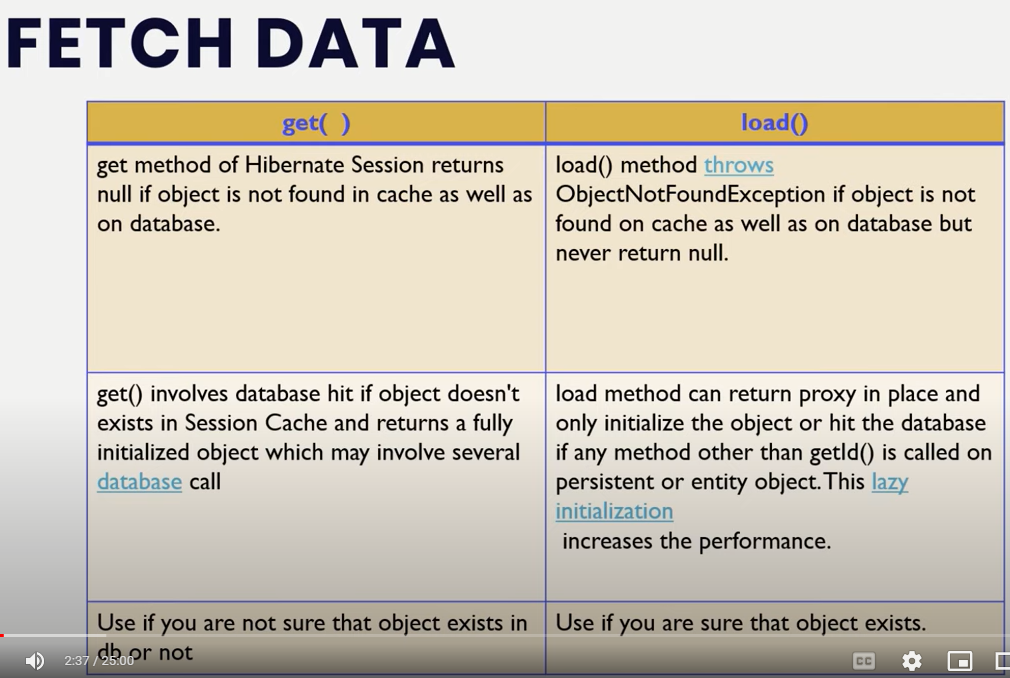 FETCH DATA
get( )
load()
get method of Hibernate Session returns
null if object is not found in cache as well as
on database.
load() method throws
ObjectNotFoundException if object is not
found on cache as well as on database but
never return null.
get() involves database hit if object doesn't
exists in Session Cache and returns a fully
initialized object which may involve several
database call
load method can return proxy in place and
only initialize the object or hit the database
if any method other than getId() is called on
persistent or entity object.This lazy
initialization
increases the performance.
Use if you are not sure that object exists in
db or not
Use if you are sure that object exists.
2:37 / 25:00
CC